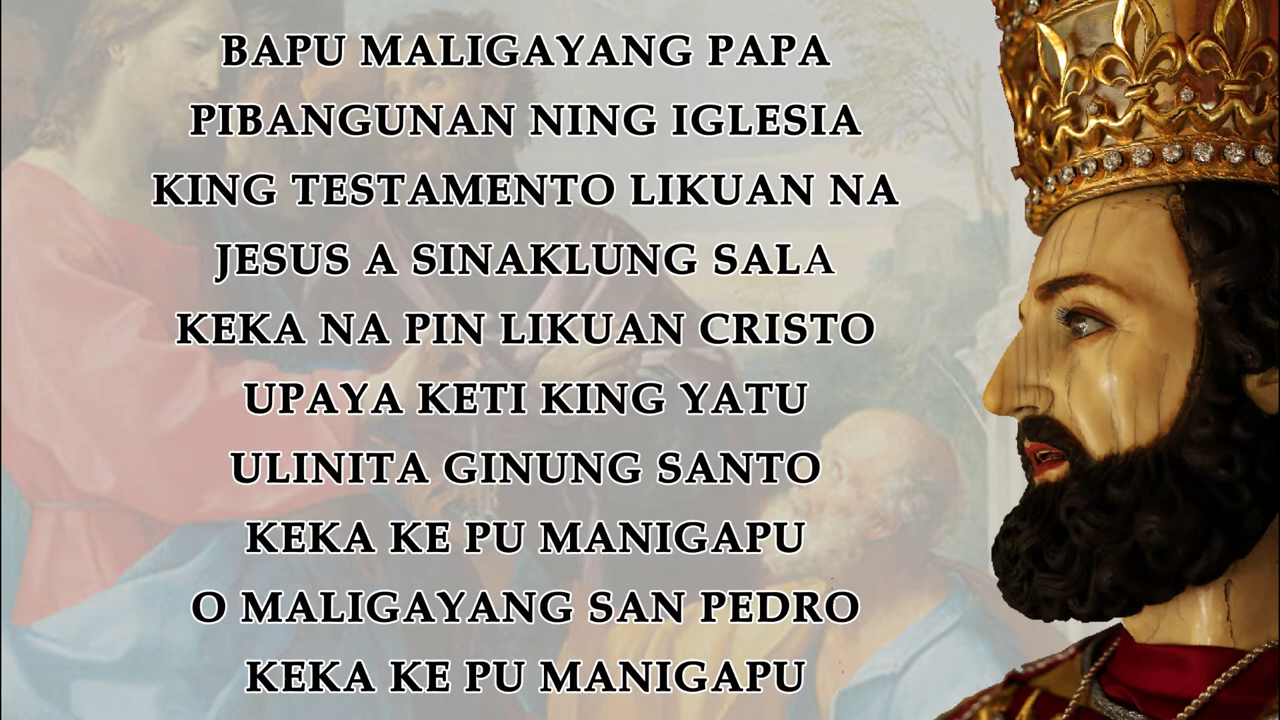 BAPU MALIGAYANG PAPA
PIBANGUNAN NING IGLESIA
KING TESTAMENTO LIKUAN NA
JESUS A SINAKLUNG SALA
KEKA NA PIN LIKUAN CRISTO
UPAYA KETI KING YATU
ULINITA GINUNG SANTO
KEKA KE PU MANIGAPU
O MALIGAYANG SAN PEDRO
KEKA KE PU MANIGAPU